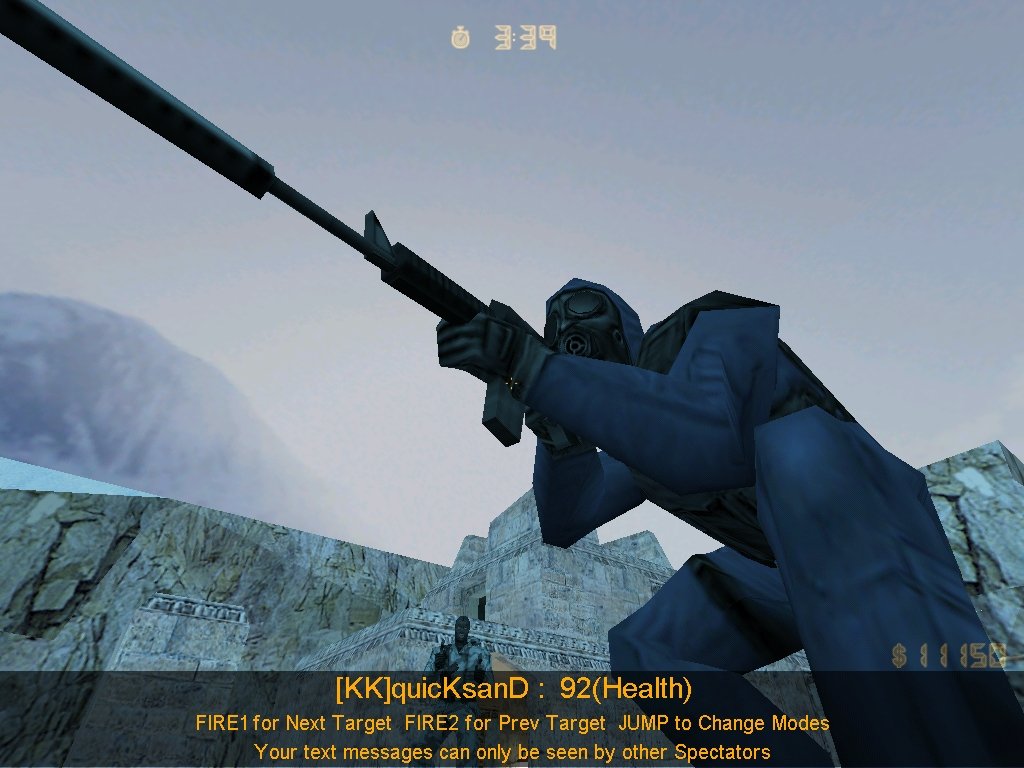 3:39
$ 11150
[KK]quicKsanD : 92(Health)
FIRE1 for Next Target FIRE2 for Prev Target JUMP to Change Modes
Your text messages can only be seen by other Spectators